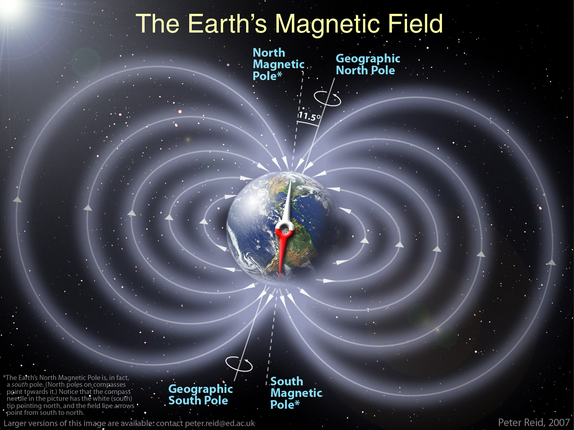 The Earth's Magnetic Field
North
Magnetic
Pole*
Geographic
North Pole
11.5°
Geographic
South Pole
South
Magnetic
Pole*
*The Earth's North Magnetic Pole is, in fact,
a south pole. (North poles on compasses
point towards it.) Notice that the compass
needle in the picture has the white (south)
tip pointing north, and the field line arrows
point from south to north.
Larger versions of this image are available: contact peter.reid@ed.ac.uk
Peter Reid, 2007